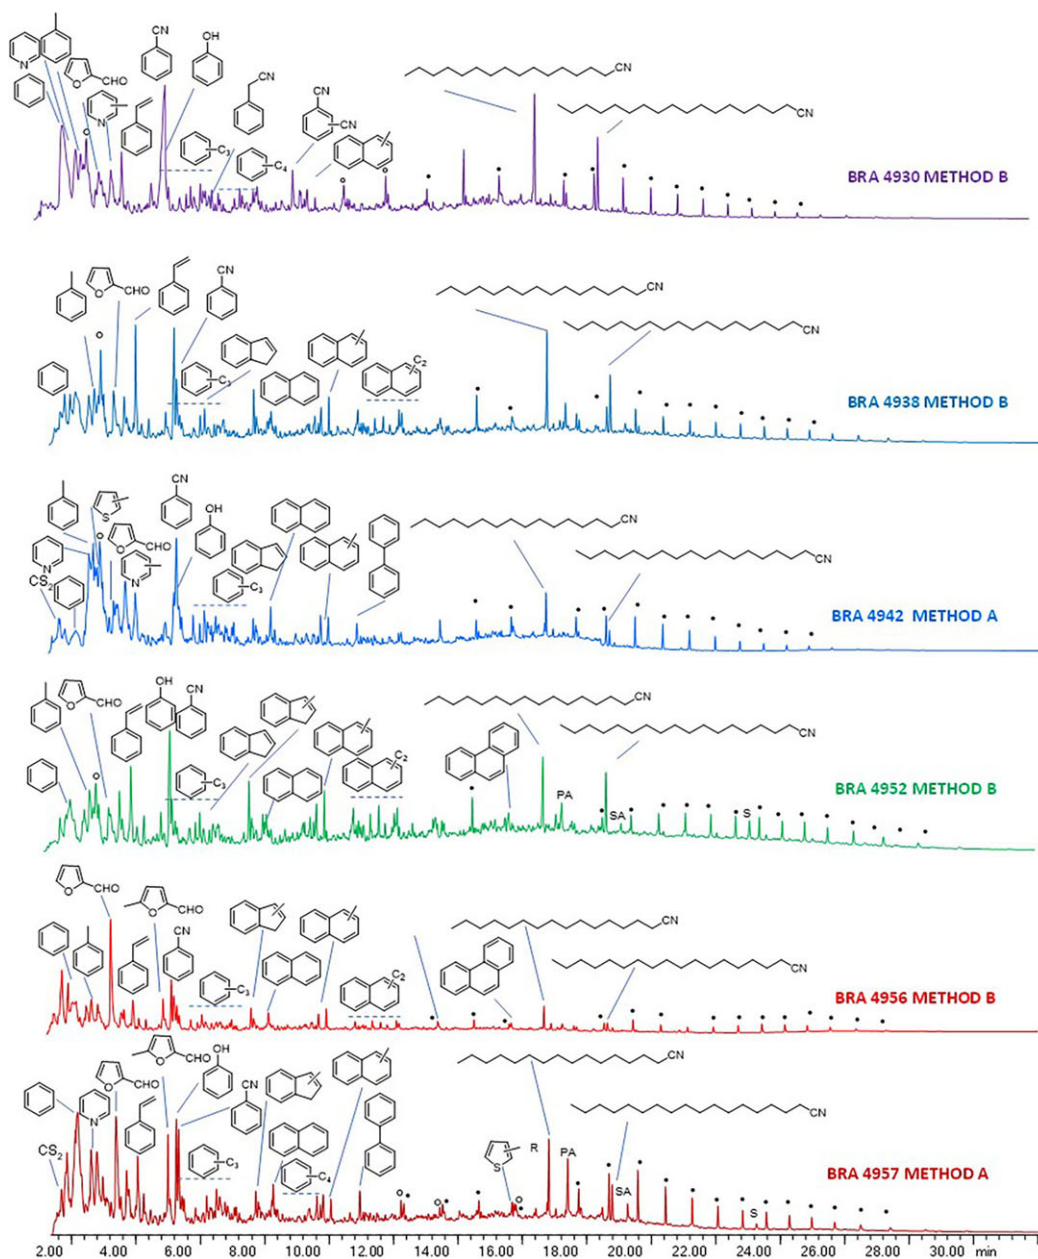 CN
OH
CN
N
O
CHO
N
C3
CN
CN
C4
CN
CN
BRA 4930 METHOD B
O
CHO
CN
C3
C2
CN
CN
BRA 4938 METHOD B
CN
S
OH
O
CHO
N
N
CS2
C3
CN
CN
BRA 4942 METHOD A
OH
CN
O
CHO
C3
C2
CN
CN
PA
SA
S
BRA 4952 METHOD B
O
CHO
O
CHO
CN
C3
C2
CN
CN
BRA 4956 METHOD B
O
CHO
OH
O
CHO
CN
N
CS2
C3
C4
S
CN
CN
R
PA
SA
S
BRA 4957 METHOD A
2.00 4.00 6.00 8.00 10.00 12.00 14.00 16.00 18.00 20.00 22.00 24.00 26.00 28.00 30.00 min